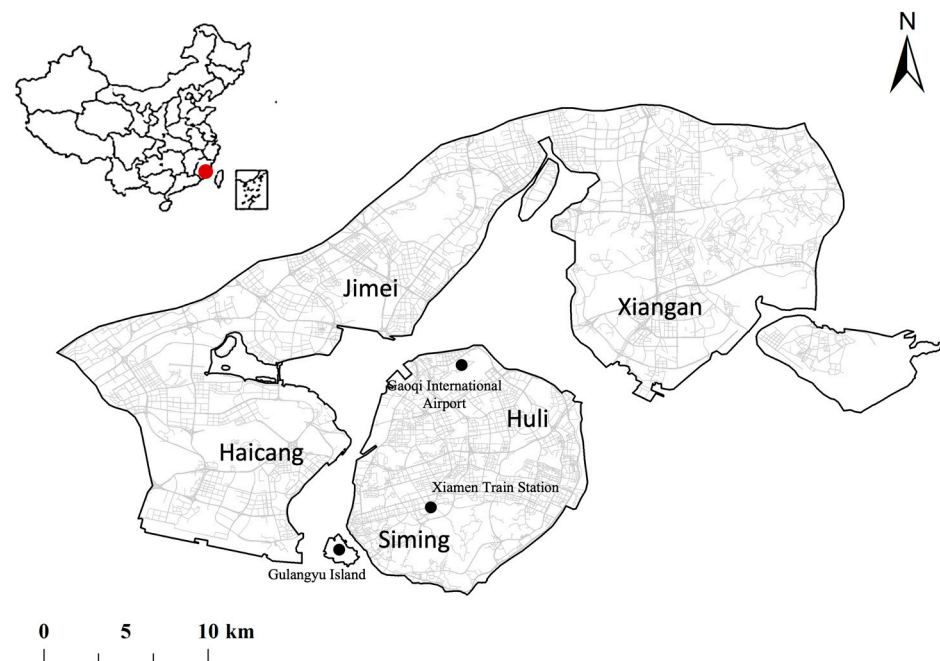 N
Jimei
Xiangan
Gaoqi International
Airport
Huli
Haicang
Xiamen Train Station
Siming
Gulangyu Island
0 5 10 km